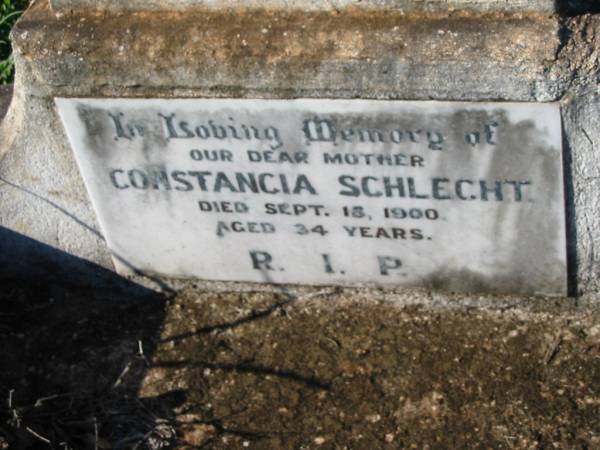 In Loving Memory of
OUR DEAR MOTHER
CONSTANCIA SCHLECHT.
DIED SEPT. 18, 1900.
AGED 34 YEARS.
R. I. P.